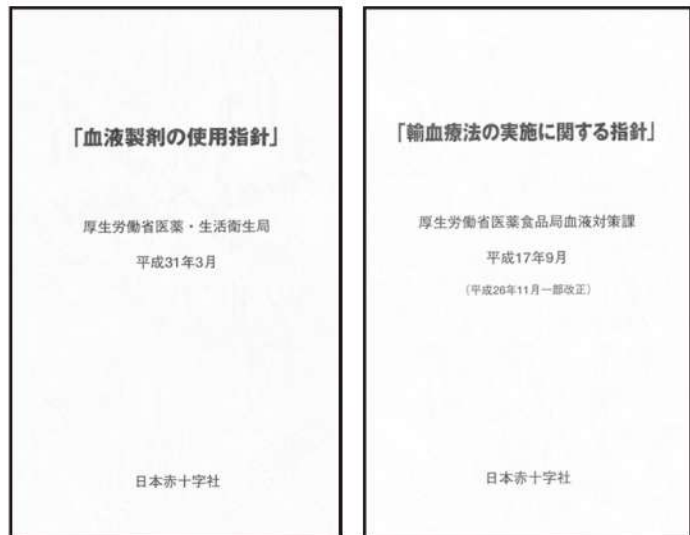 「血液製剤の使用指針」
厚生労働省医薬・生活衛生局
平成31年3月
日本赤十字社
「輸血療法の実施に関する指針」
厚生労働省医薬食品局血液対策課
平成17年9月
(平成26年11月一部改正)
日本赤十字社